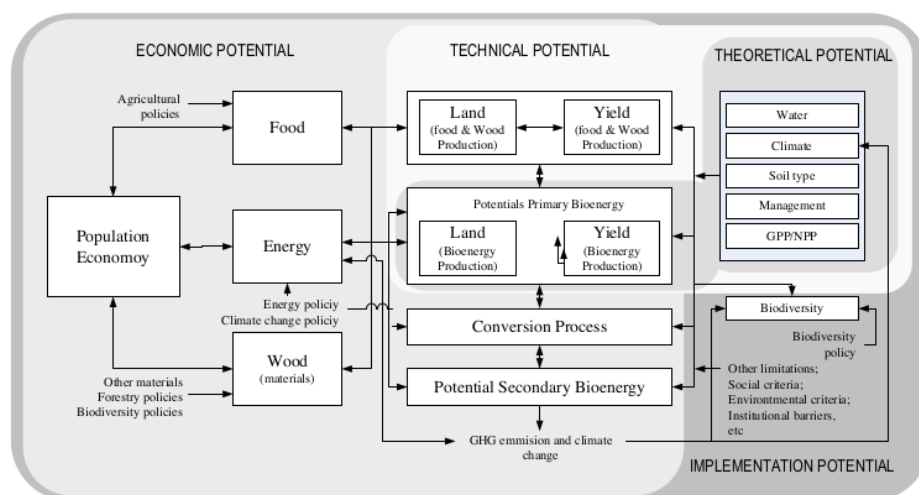 ECONOMIC POTENTIAL
TECHNICAL POTENTIAL
THEORETICAL POTENTIAL
Agricultural
policies
Food
Land
(food & Wood
Production)
Yield
(food & Wood
Production)
Water
Climate
Soil type
Management
GPP/NPP
Population
Economoy
Energy
Potentials Primary Bioenergy
Land
(Bioenergy
Production)
Yield
(Bioenergy
Production)
Energy policiy
Climate change policiy
Conversion Process
Biodiversity
Biodiversity
policy
Wood
(materials)
Other materials
Forestry policies
Biodiversity policies
Potential Secondary Bioenergy
Other limitations;
Social criteria;
Environtmental criteria;
Institutional barriers,
etc
GHG emmision and climate
change
IMPLEMENTATION POTENTIAL